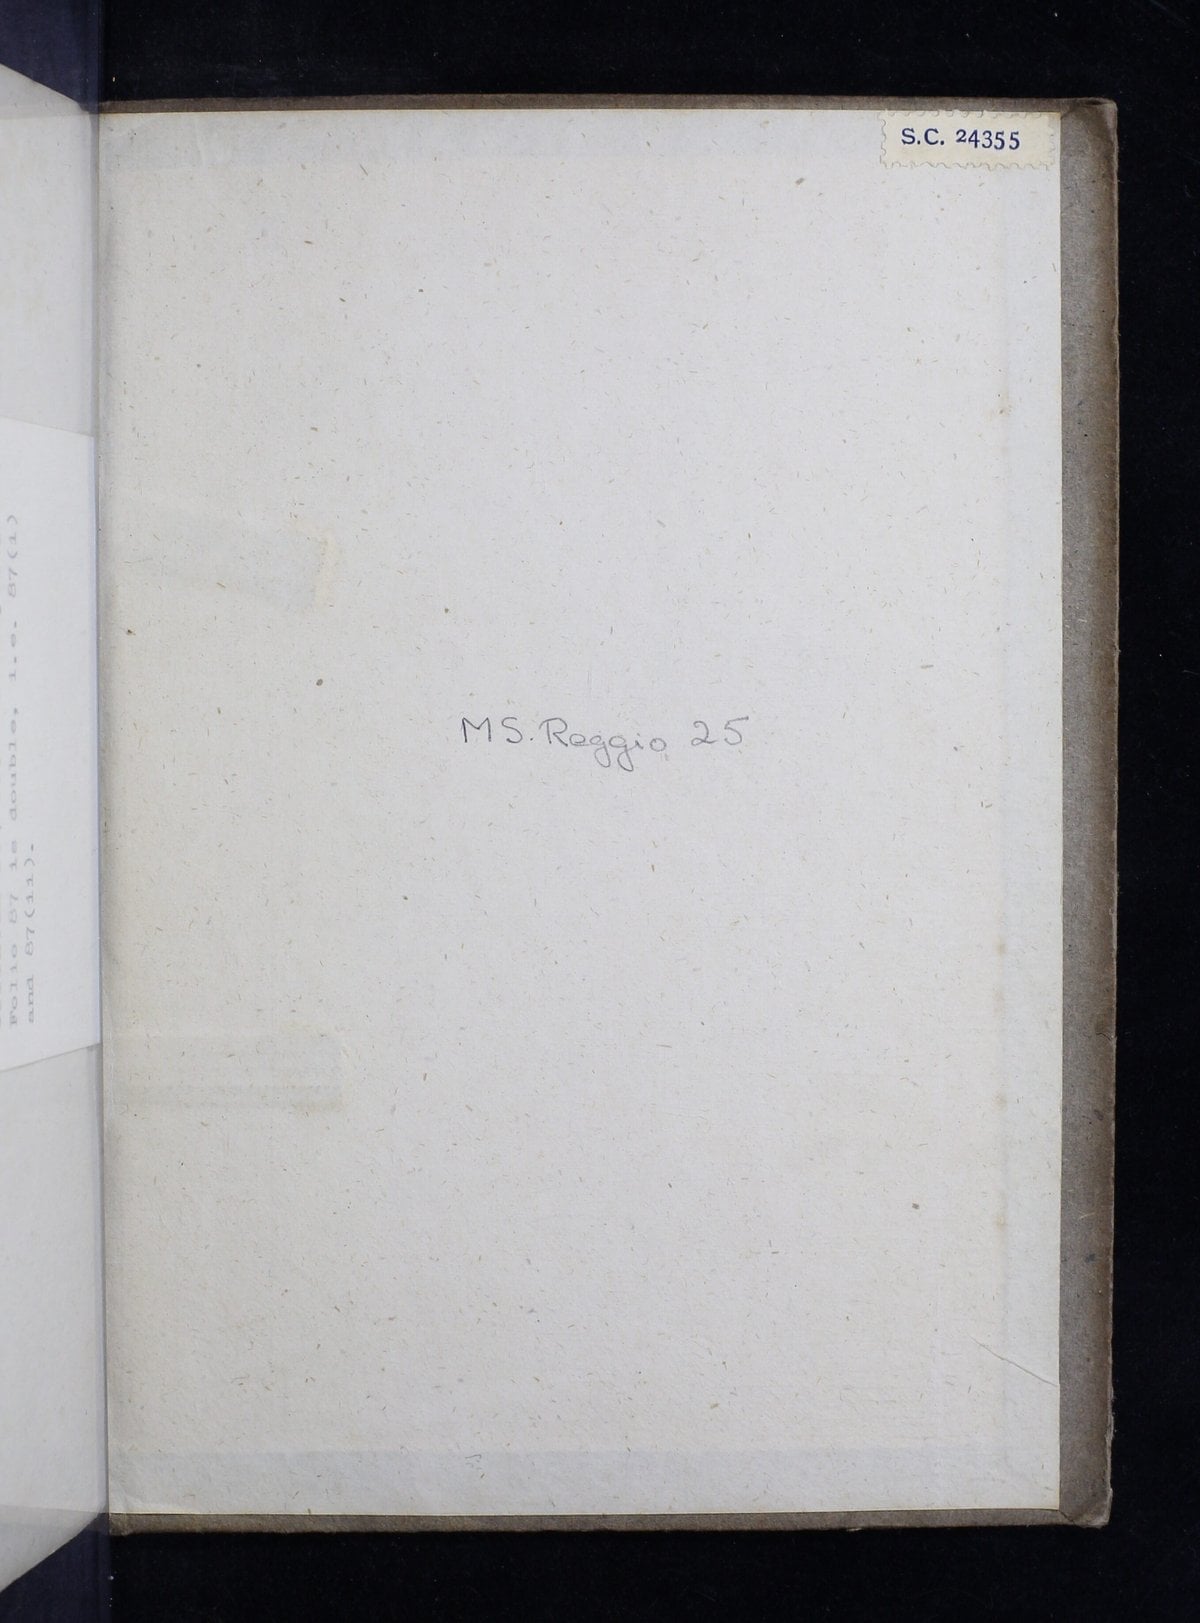 S.C. 24355
MS. Reggio 25
Folio 87 is double, i.e. 87(i)
and 87(ii).